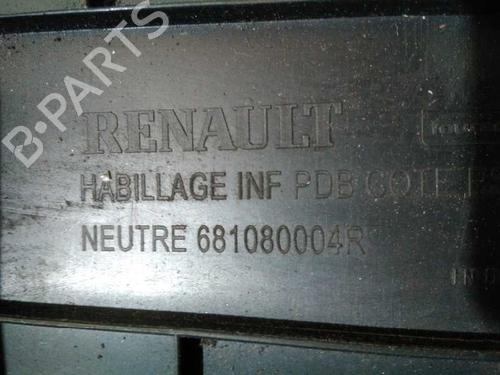 B-PARTS
RENAULT
HABILLAGE INF PDB COTE
NEUTRE 681080004R